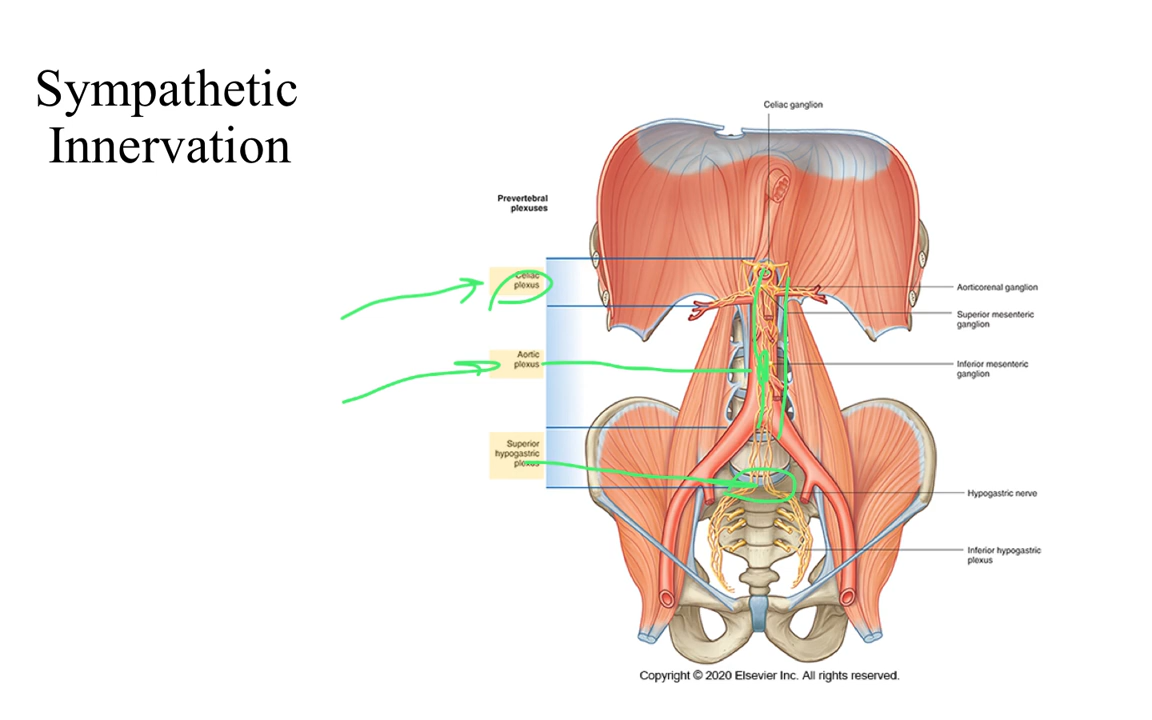 Sympathetic
Innervation
Celiac ganglion
Prevertebral
plexuses
Celiac
plexus
Aortic
plexus
Superior
hypogastric
plexus
Aorticorenal ganglion
Superior mesenteric
ganglion
Inferior mesenteric
ganglion
Hypogastric nerve
Inferior hypogastric
plexus
Copyright © 2020 Elsevier Inc. All rights reserved.